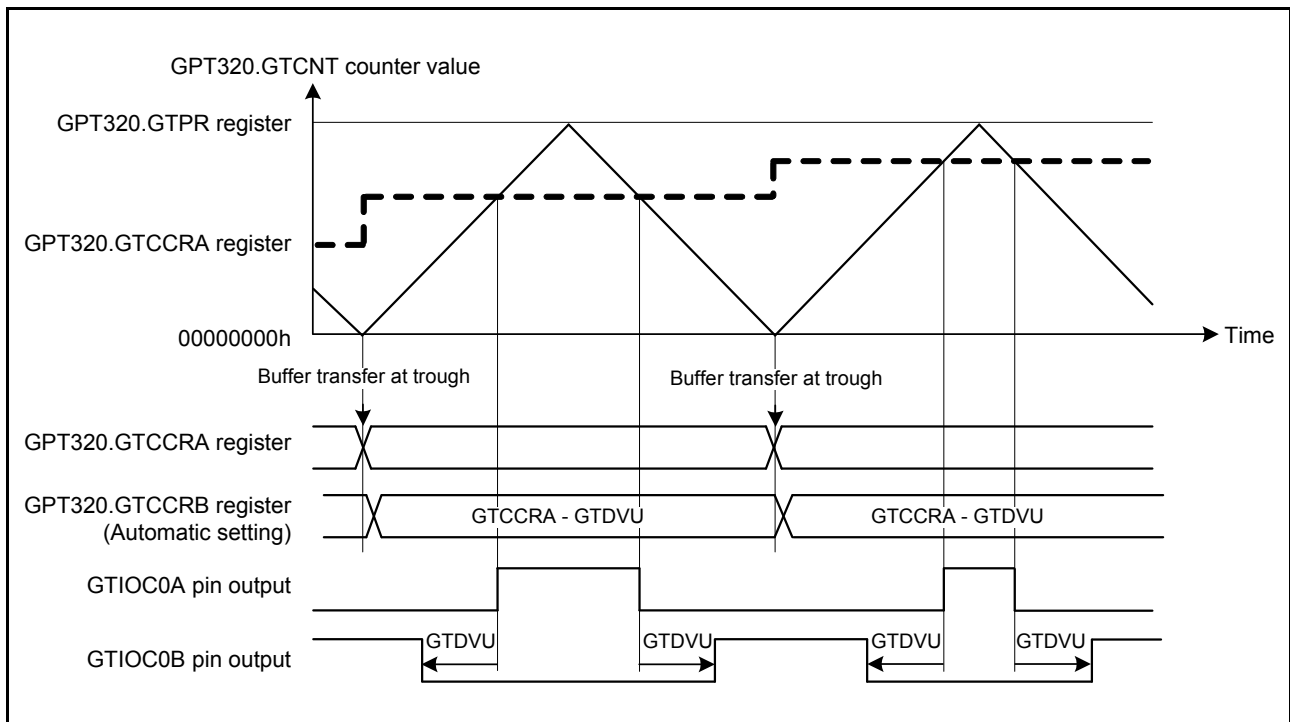 GPT320.GTCNT counter value
GPT320.GTPR register
GPT320.GTCCRA register
00000000h
Time
Buffer transfer at trough
Buffer transfer at trough
GPT320.GTCCRA register
GPT320.GTCCRB register
(Automatic setting)
GTCCRA - GTDVU
GTCCRA - GTDVU
GTIOC0A pin output
GTIOC0B pin output
GTDVU
GTDVU
GTDVU
GTDVU